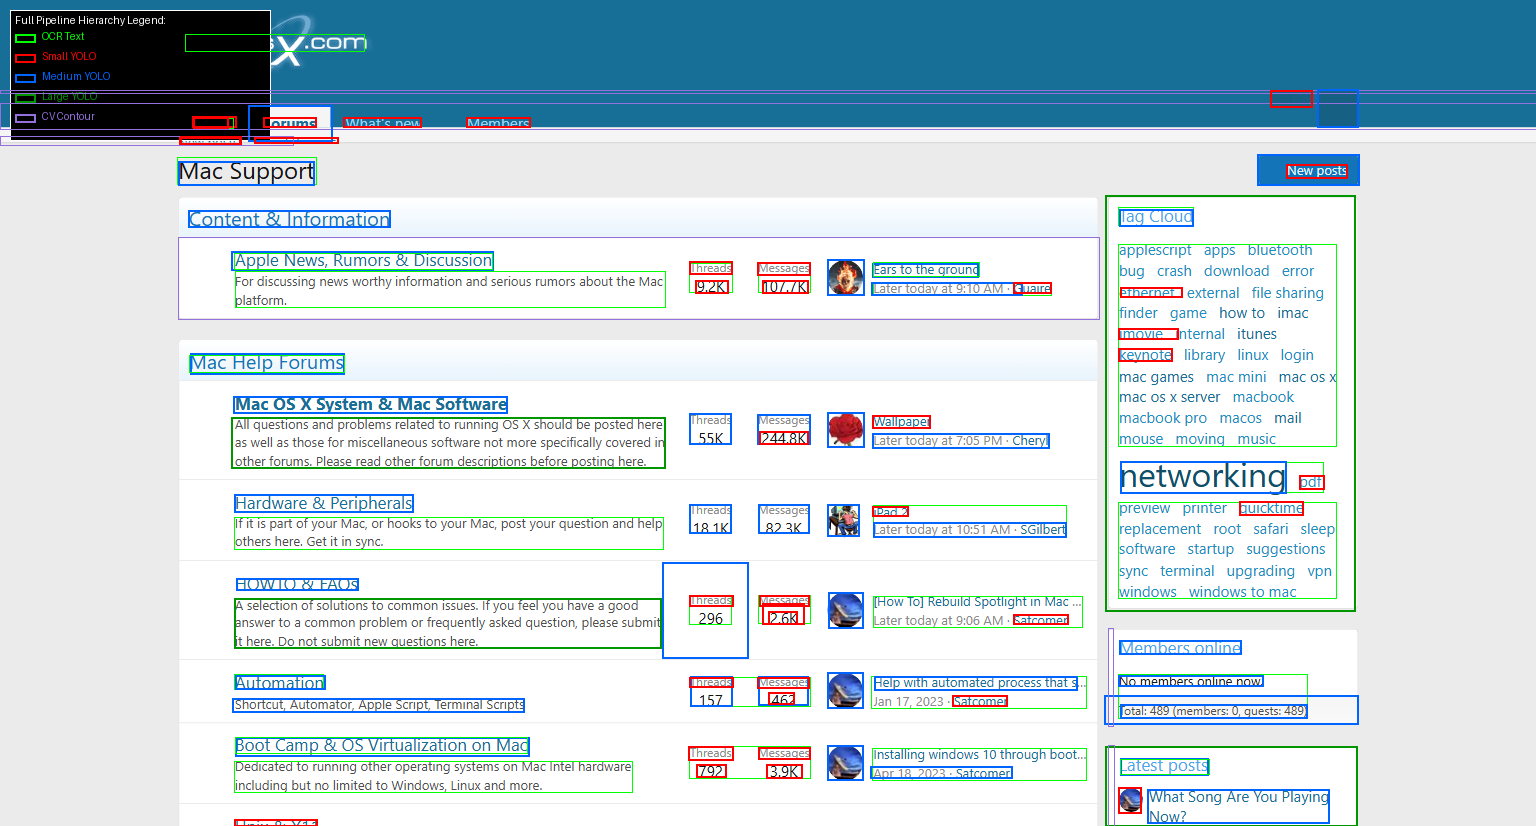 Full Pipeline Hierarchy Legend:
OCR Text
Small YOLO
Medium YOLO
Large YOLO
CV Contour
X.com
Forums
What's new
Members
Mac Support
New posts
Content & Information
Apple News, Rumors & Discussion
For discussing news worthy information and serious rumors about the Mac
platform.
Threads
9.2K
Messages
107.7K
Ears to the ground
Later today at 9:10 AM · Guaire
Mac Help Forums
Mac OS X System & Mac Software
All questions and problems related to running OS X should be posted here
as well as those for miscellaneous software not more specifically covered in
other forums. Please read other forum descriptions before posting here.
Threads
55K
Messages
244.8K
Wallpaper
Later today at 7:05 PM · Cheryl
Hardware & Peripherals
If it is part of your Mac, or hooks to your Mac, post your question and help
others here. Get it in sync.
Threads
18.1K
Messages
82.3K
iPad 2
Later today at 10:51 AM · SGilbert
HOWTO & FAQs
A selection of solutions to common issues. If you feel you have a good
answer to a common problem or frequently asked question, please submit
it here. Do not submit new questions here.
Threads
296
Messages
2.6K
[How To] Rebuild Spotlight in Mac ...
Later today at 9:06 AM · Satcomer
Automation
Shortcut, Automator, Apple Script, Terminal Scripts
Threads
157
Messages
462
Help with automated process that s...
Jan 17, 2023 · Satcomer
Boot Camp & OS Virtualization on Mac
Dedicated to running other operating systems on Mac Intel hardware
including but no limited to Windows, Linux and more.
Threads
792
Messages
3.9K
Installing windows 10 through boot...
Apr 18, 2023 · Satcomer
Unix & X11
Tag Cloud
applescript apps bluetooth
bug crash download error
ethernet external file sharing
finder game how to imac
imovie internal itunes
keynote library linux login
mac games mac mini mac os x
mac os x server macbook
macbook pro macos mail
mouse moving music
networking pdf
preview printer quicktime
replacement root safari sleep
software startup suggestions
sync terminal upgrading vpn
windows windows to mac
Members online
No members online now.
Total: 489 (members: 0, guests: 489)
Latest posts
What Song Are You Playing
Now?